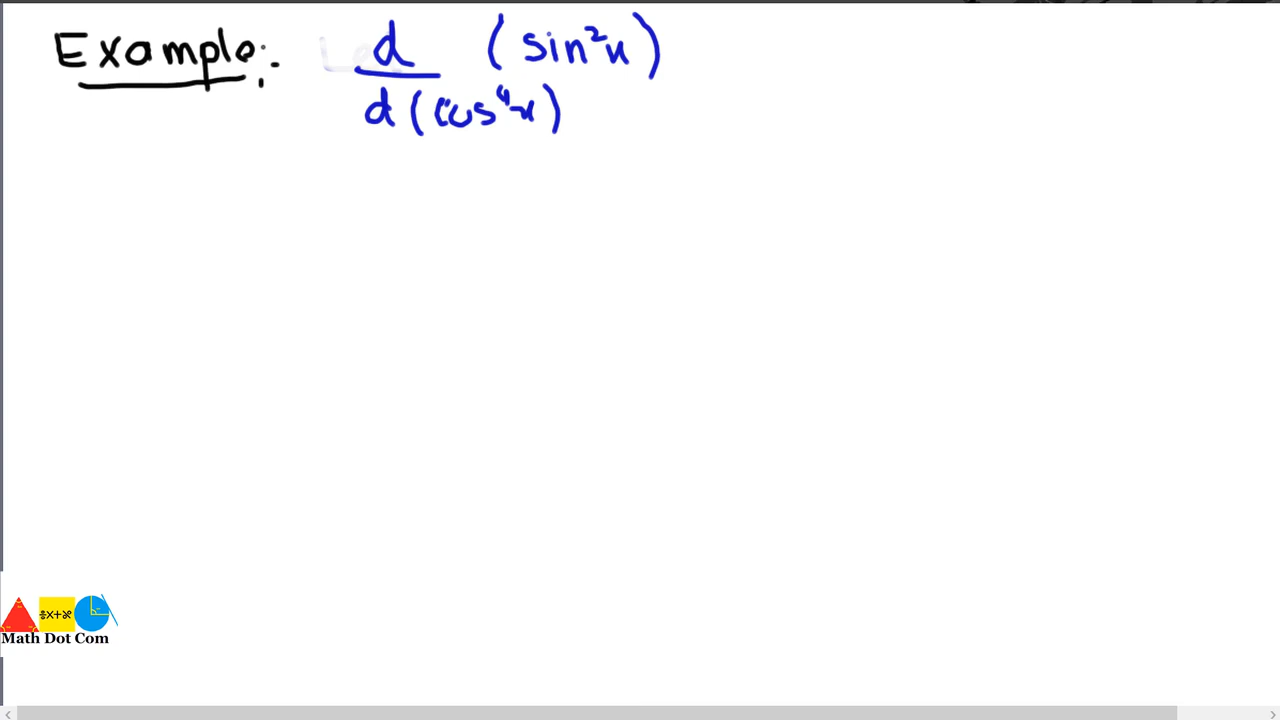 Example:- d/d(cos⁴x) (sin²x)
÷x+
Math Dot Com